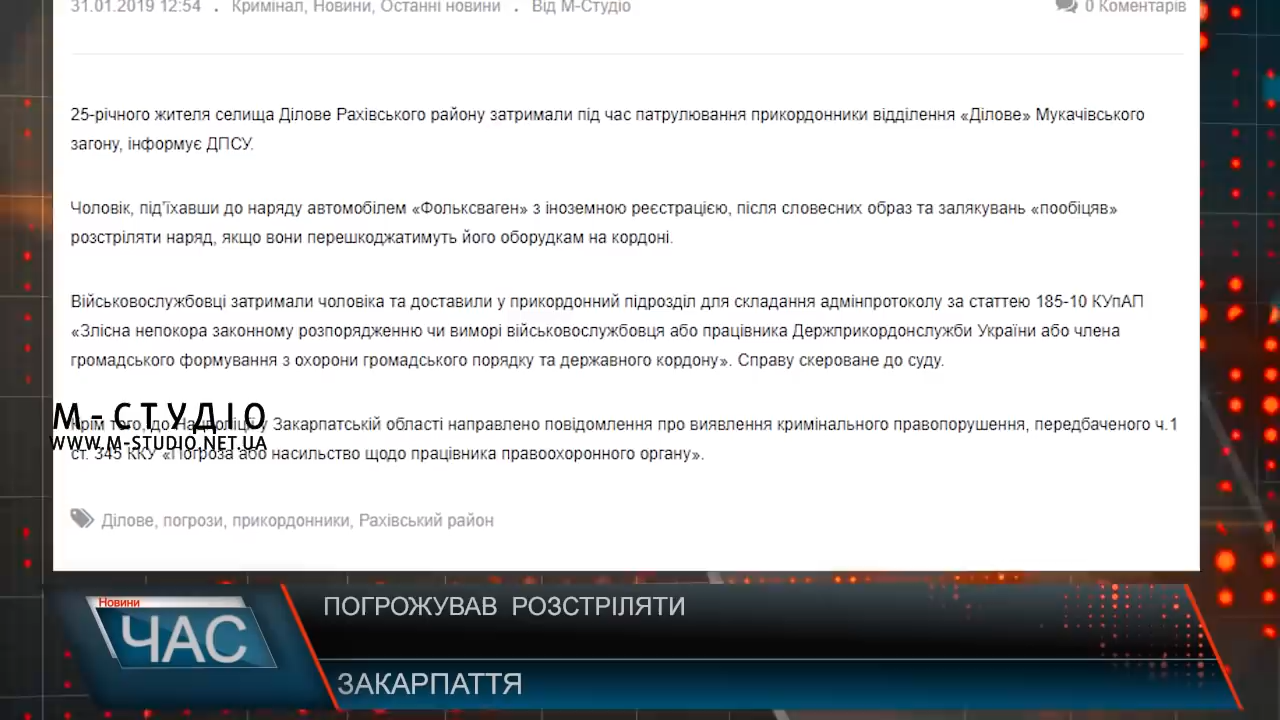 31.01.2019 12:54 . Кримінал, Новини, Останні новини . Від М-Студіо 0 Коментарів
25-річного жителя селища Ділове Рахівського району затримали під час патрулювання прикордонники відділення «Ділове» Мукачівського
загону, інформує ДПСУ.
Чоловік, під'їхавши до наряду автомобілем «Фольксваген» з іноземною реєстрацією, після словесних образ та залякувань «пообіцяв»
розстріляти наряд, якщо вони перешкоджатимуть його оборудкам на кордоні.
Військовослужбовці затримали чоловіка та доставили у прикордонний підрозділ для складання адмінпротоколу за статтею 185-10 КУпАП
«Злісна непокора законному розпорядженню чи виморі військовослужбовця або працівника Держприкордонслужби України або члена
громадського формування з охорони громадського порядку та державного кордону». Справу скероване до суду.
М-СТУДІО
Крім того, до Нацполіції у Закарпатській області направлено повідомлення про виявлення кримінального правопорушення, передбаченого ч.1
WWW.M-STUDIO.NET.UA
ст. 345 ККУ «Погроза або насильство щодо працівника правоохоронного органу».
Ділове, погрози, прикордонники, Рахівський район
Новини
ЧАС
ПОГРОЖУВАВ РОЗСТРІЛЯТИ
ЗАКАРПАТТЯ